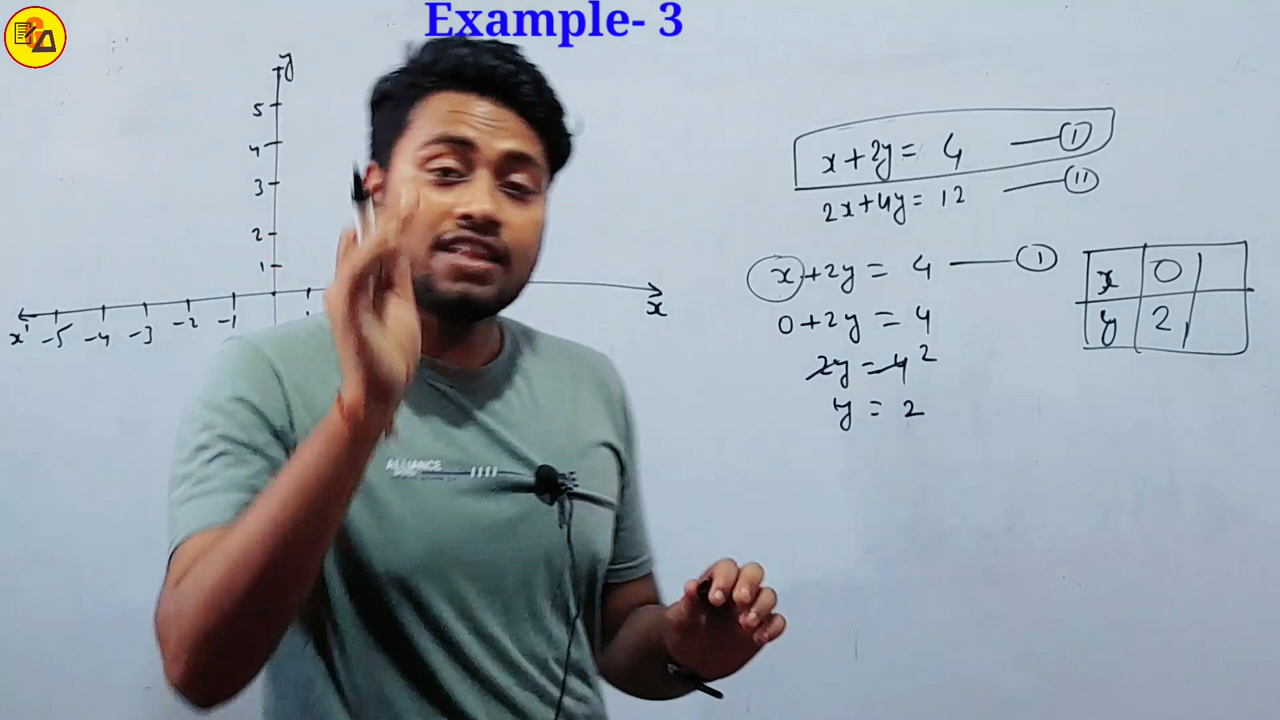 Example- 3
y
5
4
3
2
1
x' -5 -4 -3 -2 -1
x
x + 2y = 4 — (I)
2x + 4y = 12 — (II)
x + 2y = 4 — (I)
0 + 2y = 4
2y = 4 2
y = 2
x 0
y 2
ALLIANCE